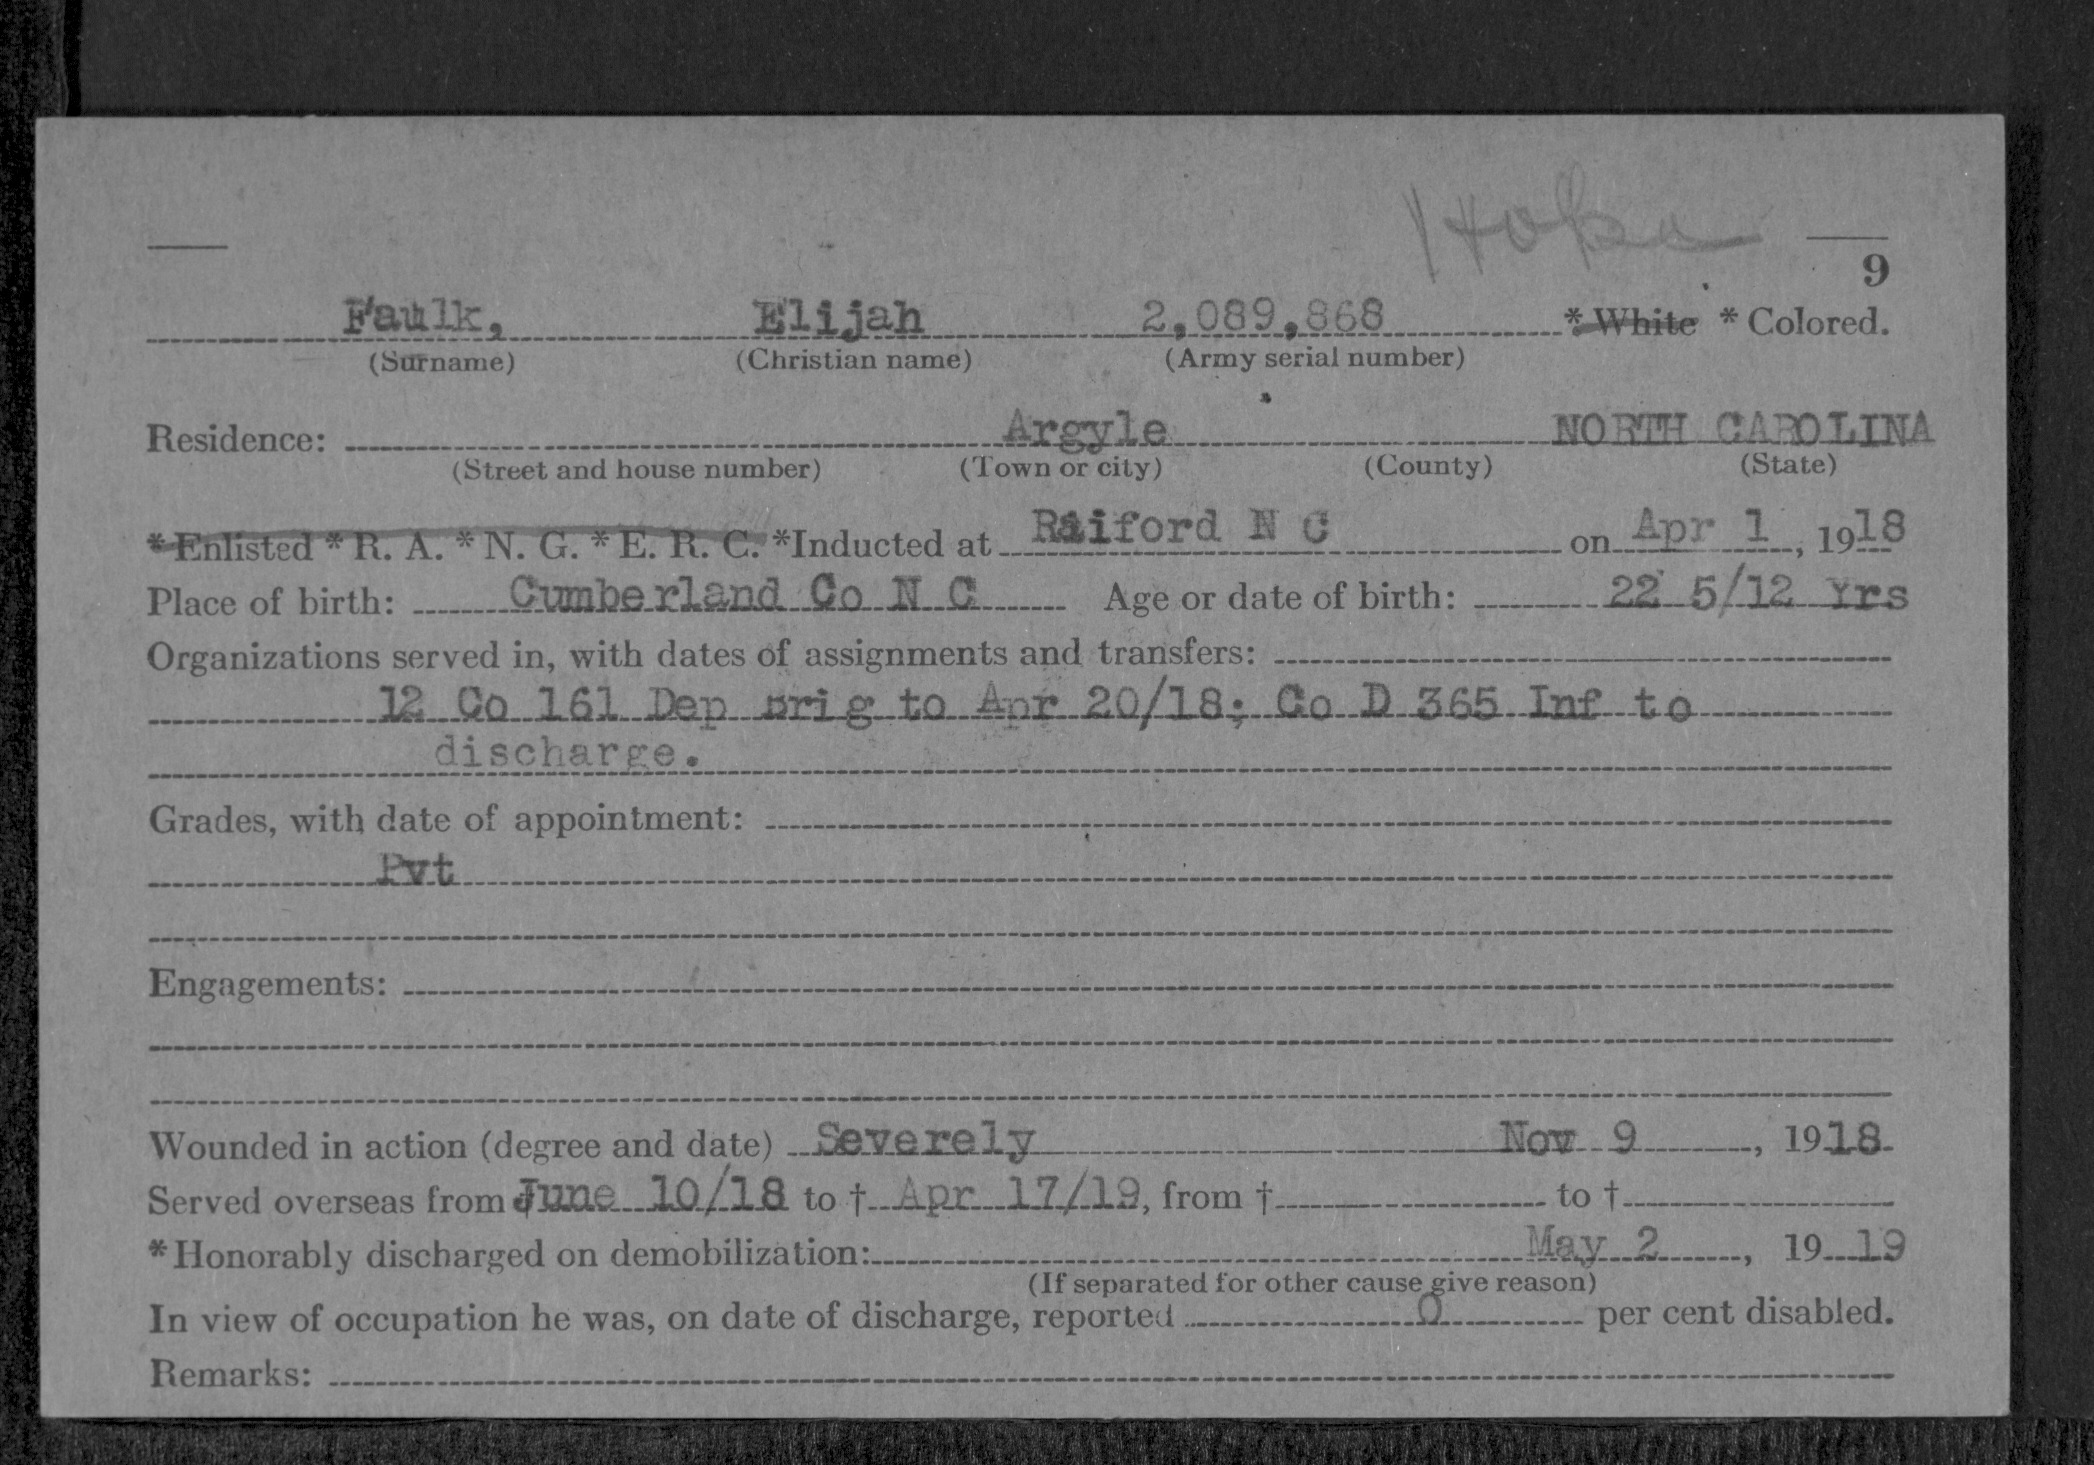 Hoke
9
Faulk, Elijah 2,089,868 * White * Colored.
(Surname) (Christian name) (Army serial number)
Residence: Argyle NORTH CAROLINA
(Street and house number) (Town or city) (County) (State)
*Enlisted * R. A. * N. G. * E. R. C. *Inducted at Raiford N C on Apr 1, 1918
Place of birth: Cumberland Co N C Age or date of birth: 22 5/12 Yrs
Organizations served in, with dates of assignments and transfers:
12 Co 161 Dep Brig to Apr 20/18; Co D 365 Inf to
discharge.
Grades, with date of appointment:
Pvt
Engagements:
Wounded in action (degree and date) Severely Nov 9, 1918
Served overseas from June 10/18 to † Apr 17/19, from † to †
*Honorably discharged on demobilization: May 2, 1919
(If separated for other cause give reason)
In view of occupation he was, on date of discharge, reported 0 per cent disabled.
Remarks: